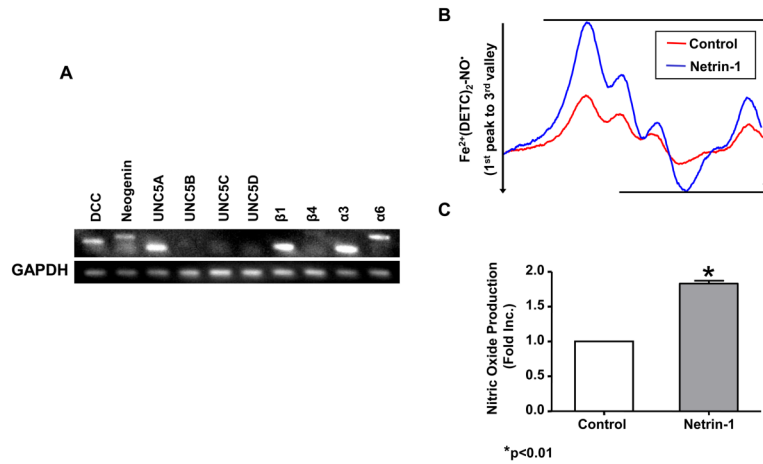 A
DCC
Neogenin
UNC5A
UNC5B
UNC5C
UNC5D
β1
β4
α3
α6
GAPDH
B
Fe²⁺(DETC)₂-NO•
(1st peak to 3rd valley)
Control
Netrin-1
C
Nitric Oxide Production
(Fold Inc.)
2.0
1.5
1.0
0.5
0.0
*
Control
Netrin-1
*p<0.01